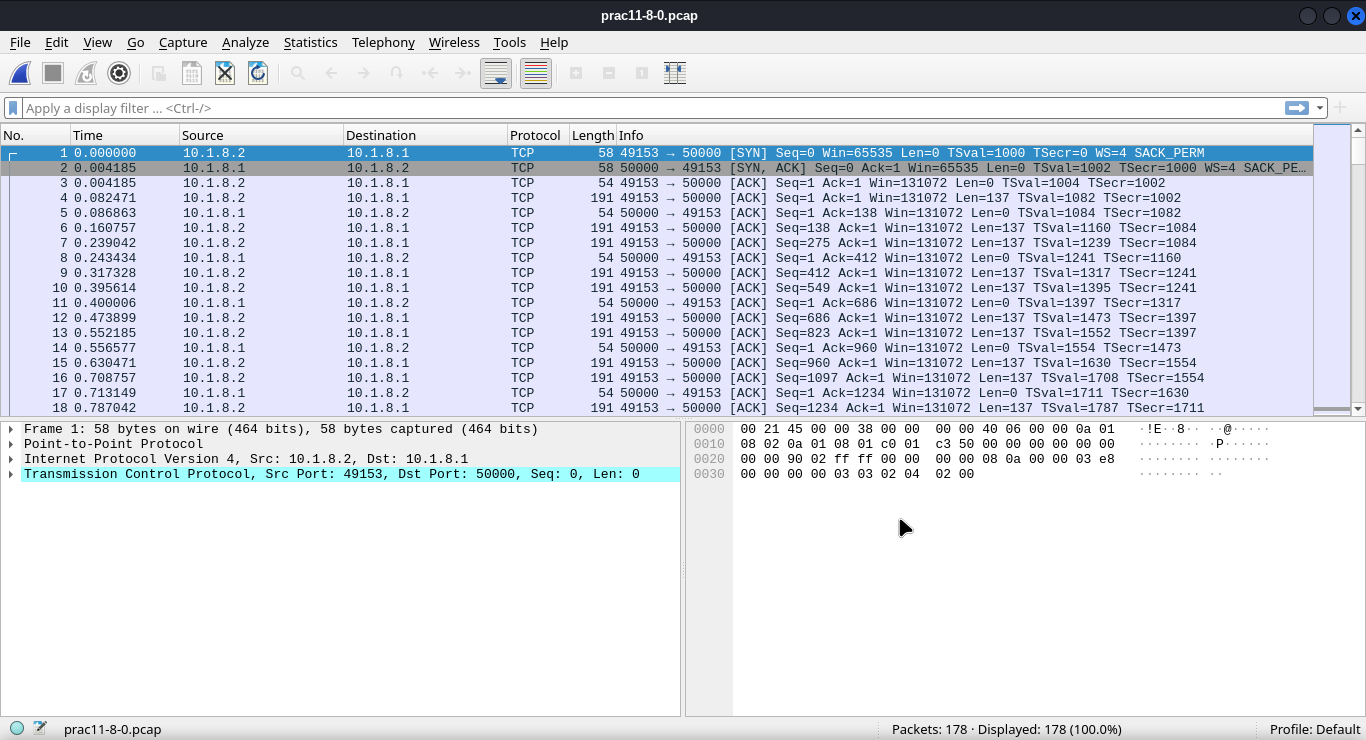 prac11-8-0.pcap
File Edit View Go Capture Analyze Statistics Telephony Wireless Tools Help
Apply a display filter ... <Ctrl-/>
No. Time Source Destination Protocol Length Info
1 0.000000 10.1.8.2 10.1.8.1 TCP 58 49153 → 50000 [SYN] Seq=0 Win=65535 Len=0 TSval=1000 TSecr=0 WS=4 SACK_PERM
2 0.004185 10.1.8.1 10.1.8.2 TCP 58 50000 → 49153 [SYN, ACK] Seq=0 Ack=1 Win=65535 Len=0 TSval=1002 TSecr=1000 WS=4 SACK_PE…
3 0.004185 10.1.8.2 10.1.8.1 TCP 54 49153 → 50000 [ACK] Seq=1 Ack=1 Win=131072 Len=0 TSval=1004 TSecr=1002
4 0.082471 10.1.8.2 10.1.8.1 TCP 191 49153 → 50000 [ACK] Seq=1 Ack=1 Win=131072 Len=137 TSval=1082 TSecr=1002
5 0.086863 10.1.8.1 10.1.8.2 TCP 54 50000 → 49153 [ACK] Seq=1 Ack=138 Win=131072 Len=0 TSval=1084 TSecr=1082
6 0.160757 10.1.8.2 10.1.8.1 TCP 191 49153 → 50000 [ACK] Seq=138 Ack=1 Win=131072 Len=137 TSval=1160 TSecr=1084
7 0.239042 10.1.8.2 10.1.8.1 TCP 191 49153 → 50000 [ACK] Seq=275 Ack=1 Win=131072 Len=137 TSval=1239 TSecr=1084
8 0.243434 10.1.8.1 10.1.8.2 TCP 54 50000 → 49153 [ACK] Seq=1 Ack=412 Win=131072 Len=0 TSval=1241 TSecr=1160
9 0.317328 10.1.8.2 10.1.8.1 TCP 191 49153 → 50000 [ACK] Seq=412 Ack=1 Win=131072 Len=137 TSval=1317 TSecr=1241
10 0.395614 10.1.8.2 10.1.8.1 TCP 191 49153 → 50000 [ACK] Seq=549 Ack=1 Win=131072 Len=137 TSval=1395 TSecr=1241
11 0.400006 10.1.8.1 10.1.8.2 TCP 54 50000 → 49153 [ACK] Seq=1 Ack=686 Win=131072 Len=0 TSval=1397 TSecr=1317
12 0.473899 10.1.8.2 10.1.8.1 TCP 191 49153 → 50000 [ACK] Seq=686 Ack=1 Win=131072 Len=137 TSval=1473 TSecr=1397
13 0.552185 10.1.8.2 10.1.8.1 TCP 191 49153 → 50000 [ACK] Seq=823 Ack=1 Win=131072 Len=137 TSval=1552 TSecr=1397
14 0.556577 10.1.8.1 10.1.8.2 TCP 54 50000 → 49153 [ACK] Seq=1 Ack=960 Win=131072 Len=0 TSval=1554 TSecr=1473
15 0.630471 10.1.8.2 10.1.8.1 TCP 191 49153 → 50000 [ACK] Seq=960 Ack=1 Win=131072 Len=137 TSval=1630 TSecr=1554
16 0.708757 10.1.8.2 10.1.8.1 TCP 191 49153 → 50000 [ACK] Seq=1097 Ack=1 Win=131072 Len=137 TSval=1708 TSecr=1554
17 0.713149 10.1.8.1 10.1.8.2 TCP 54 50000 → 49153 [ACK] Seq=1 Ack=1234 Win=131072 Len=0 TSval=1711 TSecr=1630
18 0.787042 10.1.8.2 10.1.8.1 TCP 191 49153 → 50000 [ACK] Seq=1234 Ack=1 Win=131072 Len=137 TSval=1787 TSecr=1711
Frame 1: 58 bytes on wire (464 bits), 58 bytes captured (464 bits)
Point-to-Point Protocol
Internet Protocol Version 4, Src: 10.1.8.2, Dst: 10.1.8.1
Transmission Control Protocol, Src Port: 49153, Dst Port: 50000, Seq: 0, Len: 0
0000 00 21 45 00 00 38 00 00 00 00 40 06 00 00 0a 01 ·!E··8·· ··@·····
0010 08 02 0a 01 08 01 c0 01 c3 50 00 00 00 00 00 00 ········ ·P······
0020 00 00 90 02 ff ff 00 00 00 00 08 0a 00 00 03 e8 ········ ········
0030 00 00 00 00 03 03 02 04 02 00 ········ ··
prac11-8-0.pcap
Packets: 178 · Displayed: 178 (100.0%)
Profile: Default